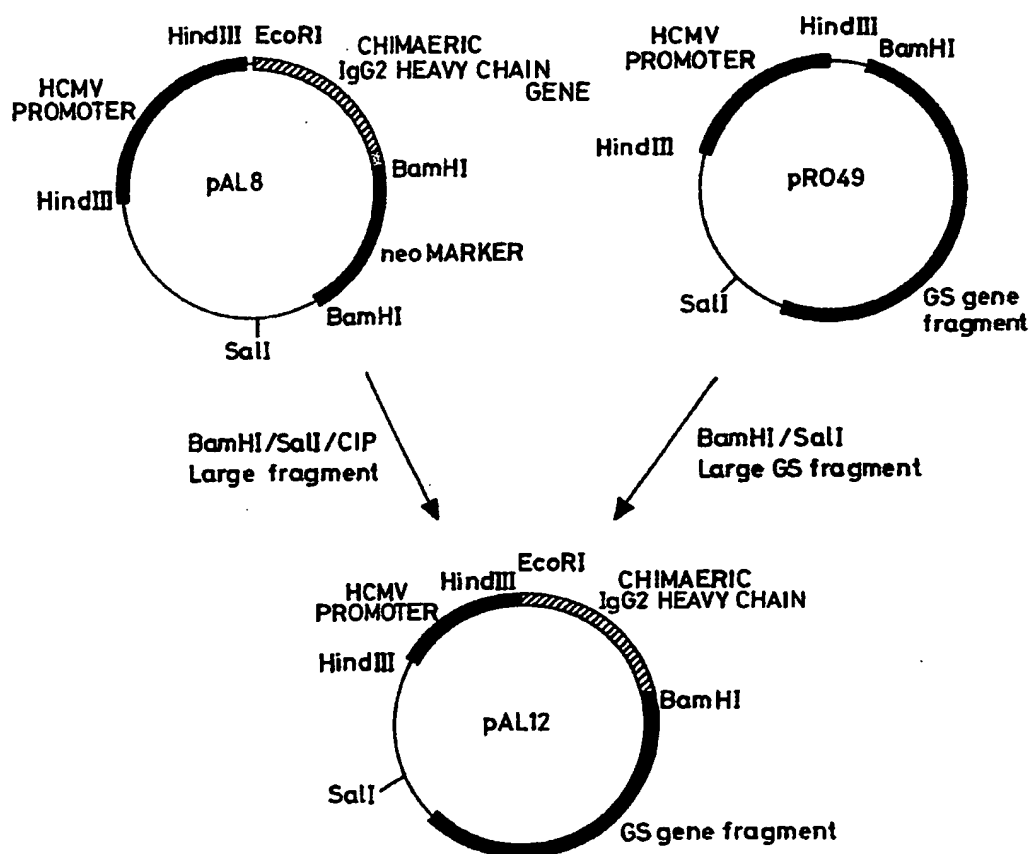 HindIII EcoRI
CHIMAERIC
IgG2 HEAVY CHAIN
GENE
HCMV
PROMOTER
BamHI
pAL8
HindIII
neo MARKER
BamHI
SalI
HindIII
HCMV
PROMOTER
BamHI
HindIII
pRO49
SalI
GS gene
fragment
BamHI/SalI/CIP
Large fragment
BamHI/SalI
Large GS fragment
EcoRI
HindIII
CHIMAERIC
IgG2 HEAVY CHAIN
HCMV
PROMOTER
HindIII
BamHI
pAL12
SalI
GS gene fragment